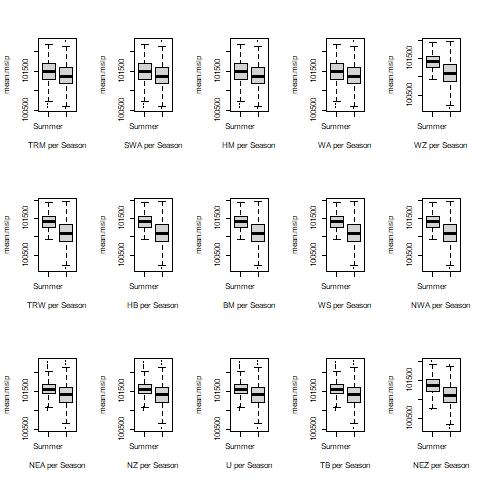 mean.mslp
101500
100500
Summer
TRM per Season
mean.mslp
101500
100500
Summer
SWA per Season
mean.mslp
101500
100500
Summer
HM per Season
mean.mslp
101500
100500
Summer
WA per Season
mean.mslp
101500
100500
Summer
WZ per Season
mean.mslp
101500
100500
Summer
TRW per Season
mean.mslp
101500
100500
Summer
HB per Season
mean.mslp
101500
100500
Summer
BM per Season
mean.mslp
101500
100500
Summer
WS per Season
mean.mslp
101500
100500
Summer
NWA per Season
mean.mslp
101500
100500
Summer
NEA per Season
mean.mslp
101500
100500
Summer
NZ per Season
mean.mslp
101500
100500
Summer
U per Season
mean.mslp
101500
100500
Summer
TB per Season
mean.mslp
101500
100500
Summer
NEZ per Season